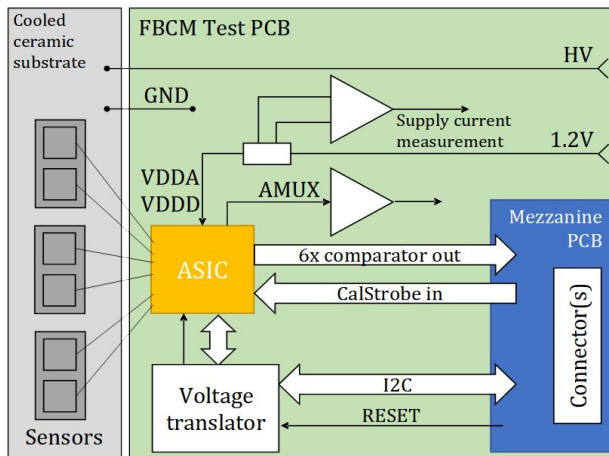 Cooled
ceramic
substrate
FBCM Test PCB
HV
GND
Supply current
measurement
1.2V
VDDA
VDDD
AMUX
Mezzanine
PCB
ASIC
6x comparator out
CalStrobe in
Connector(s)
Voltage
translator
I2C
RESET
Sensors